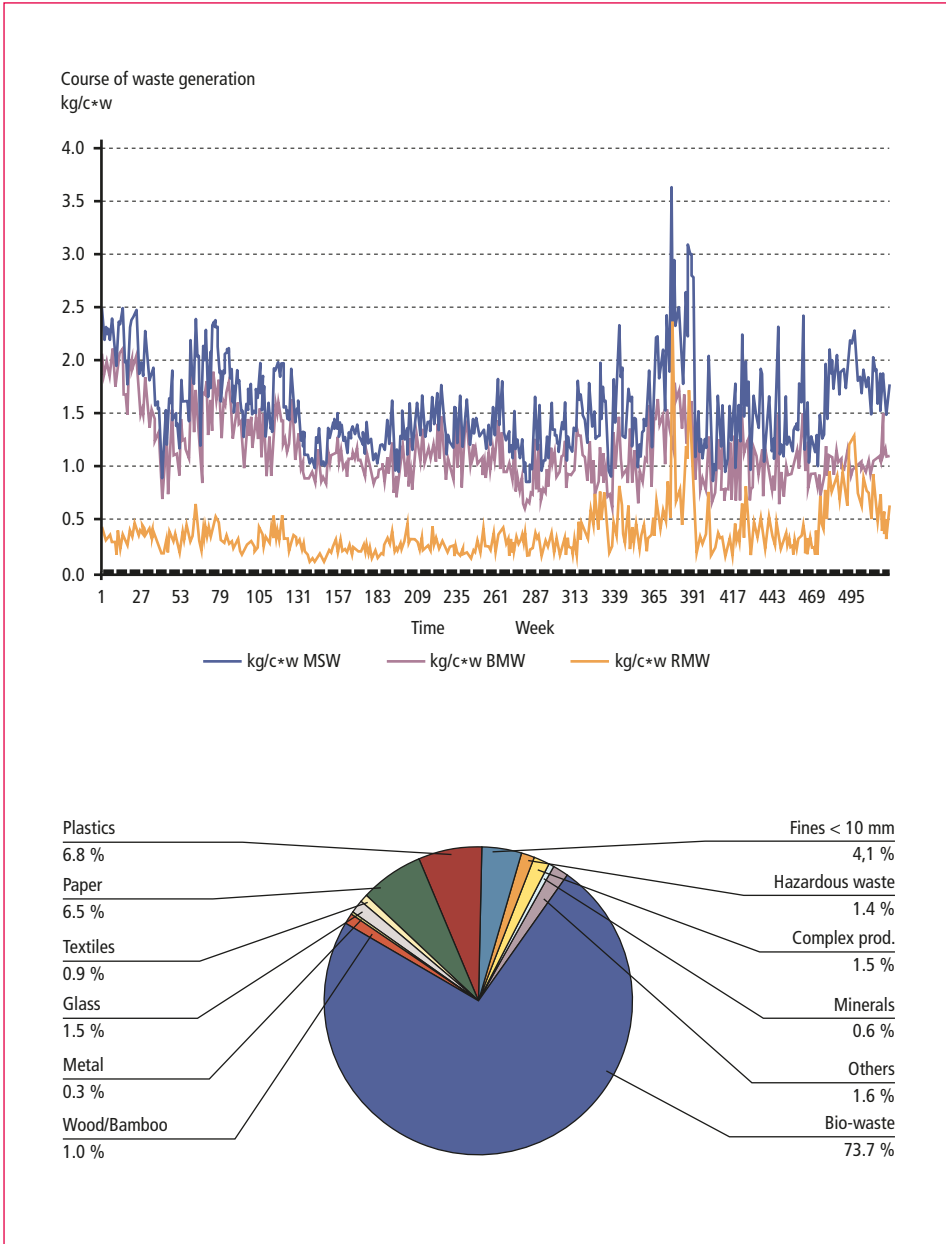 Course of waste generation
kg/c*w
4.0
3.5
3.0
2.5
2.0
1.5
1.0
0.5
0.0
1 27 53 79 105 131 157 183 209 235 261 287 313 339 365 391 417 443 469 495
Time Week
kg/c*w MSW kg/c*w BMW kg/c*w RMW
Plastics
6.8 %
Paper
6.5 %
Textiles
0.9 %
Glass
1.5 %
Metal
0.3 %
Wood/Bamboo
1.0 %
Fines < 10 mm
4,1 %
Hazardous waste
1.4 %
Complex prod.
1.5 %
Minerals
0.6 %
Others
1.6 %
Bio-waste
73.7 %